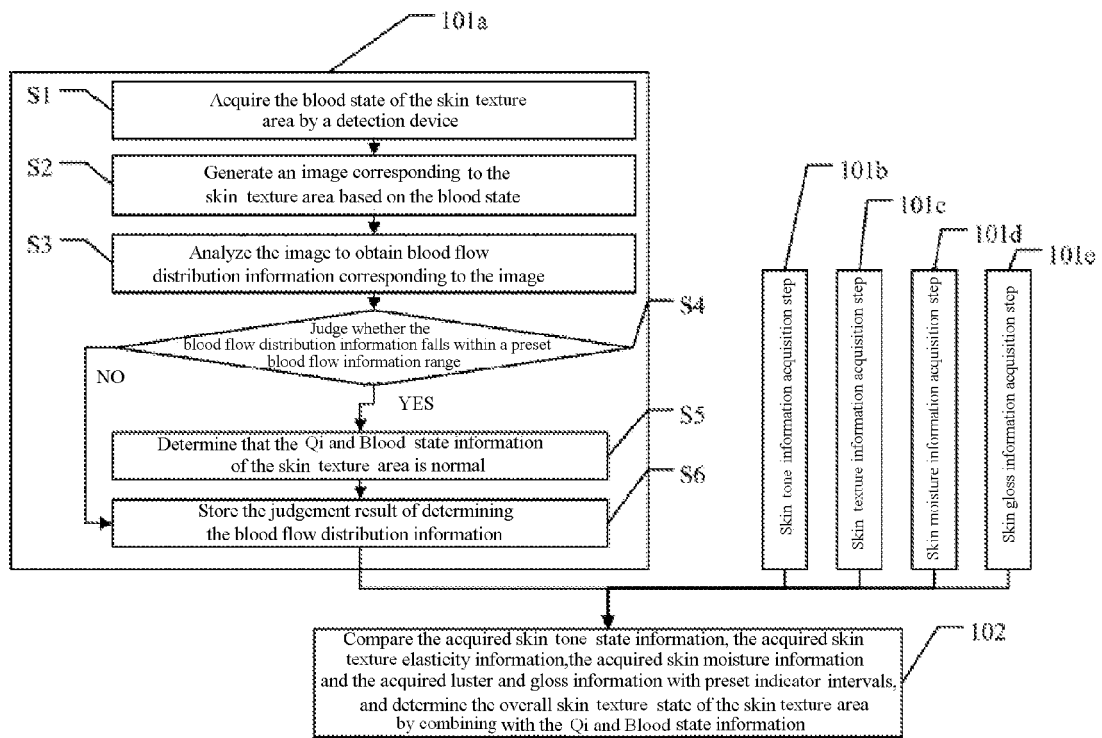 101a
S1
Acquire the blood state of the skin texture
area by a detection device
S2
Generate an image corresponding to the
skin texture area based on the blood state
S3
Analyze the image to obtain blood flow
distribution information corresponding to the image
S4
Judge whether the
blood flow distribution information falls within a preset
blood flow information range
NO
YES
S5
Determine that the Qi and Blood state information
of the skin texture area is normal
S6
Store the judgement result of determining
the blood flow distribution information
101b
Skin tone information acquisition step
101c
Skin texture information acquisition step
101d
Skin moisture information acquisition step
101e
Skin gloss information acquisition step
102
Compare the acquired skin tone state information, the acquired skin
texture elasticity information,the acquired skin moisture information
and the acquired luster and gloss information with preset indicator intervals,
and determine the overall skin texture state of the skin texture area
by combining with the Qi and Blood state information